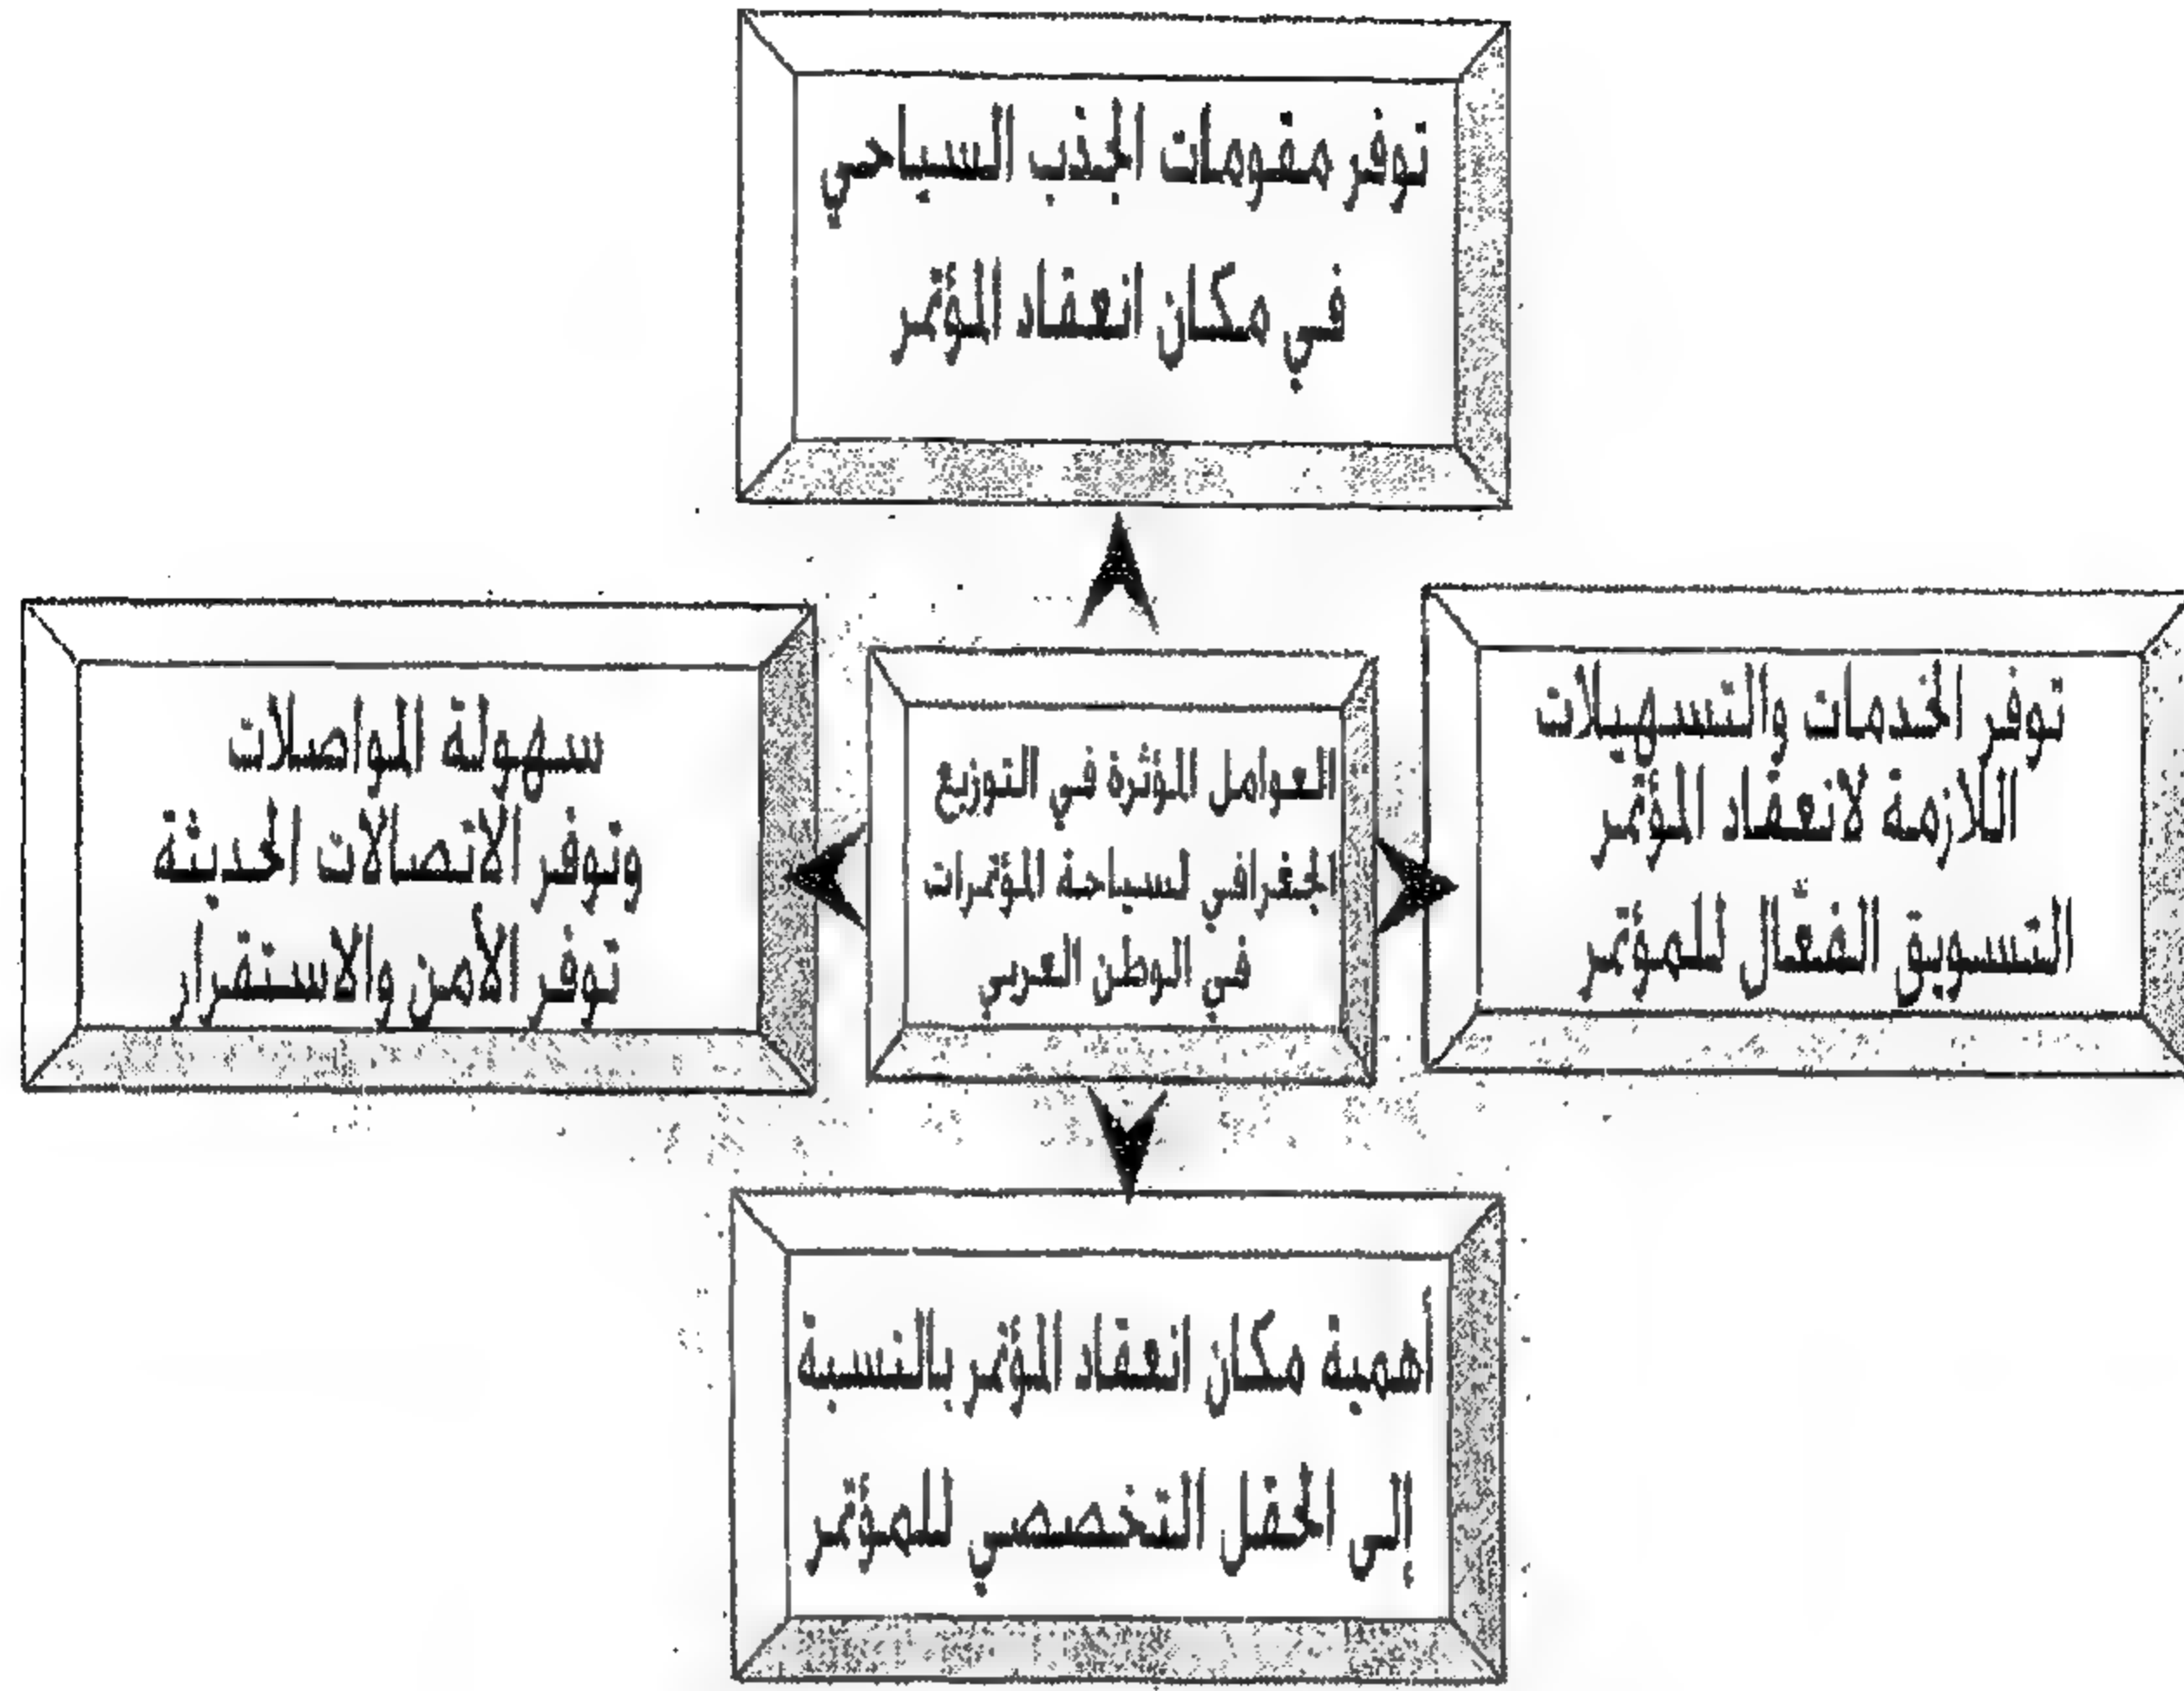 توفر مقومات الجذب السياحي
في مكان انعقاد المؤتمر
توفر الخدمات والتسهيلات
اللازمة لانعقاد المؤتمر
التسويق الفعّال للمؤتمر
العوامل المؤثرة في التوزيع
الجغرافي لسياحة المؤتمرات
في الوطن العربي
سهولة المواصلات
وتوفر الاتصالات الحديثة
توفر الأمن والاستقرار
أهمية مكان انعقاد المؤتمر بالنسبة
إلى الحقل التخصصي للمؤتمر